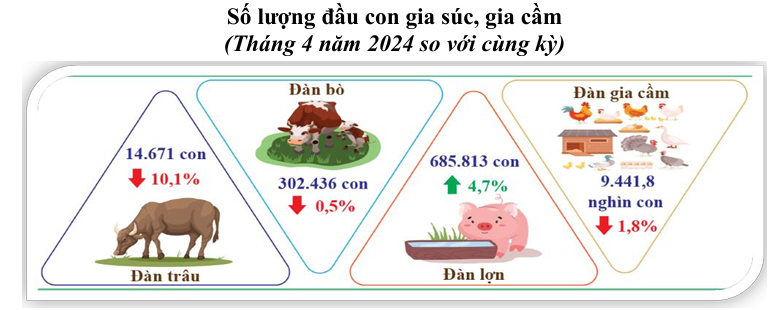 Số lượng đầu con gia súc, gia cầm
(Tháng 4 năm 2024 so với cùng kỳ)
14.671 con
10,1%
Đàn trâu
Đàn bò
302.436 con
0,5%
685.813 con
4,7%
Đàn lợn
Đàn gia cầm
9.441,8
nghìn con
1,8%